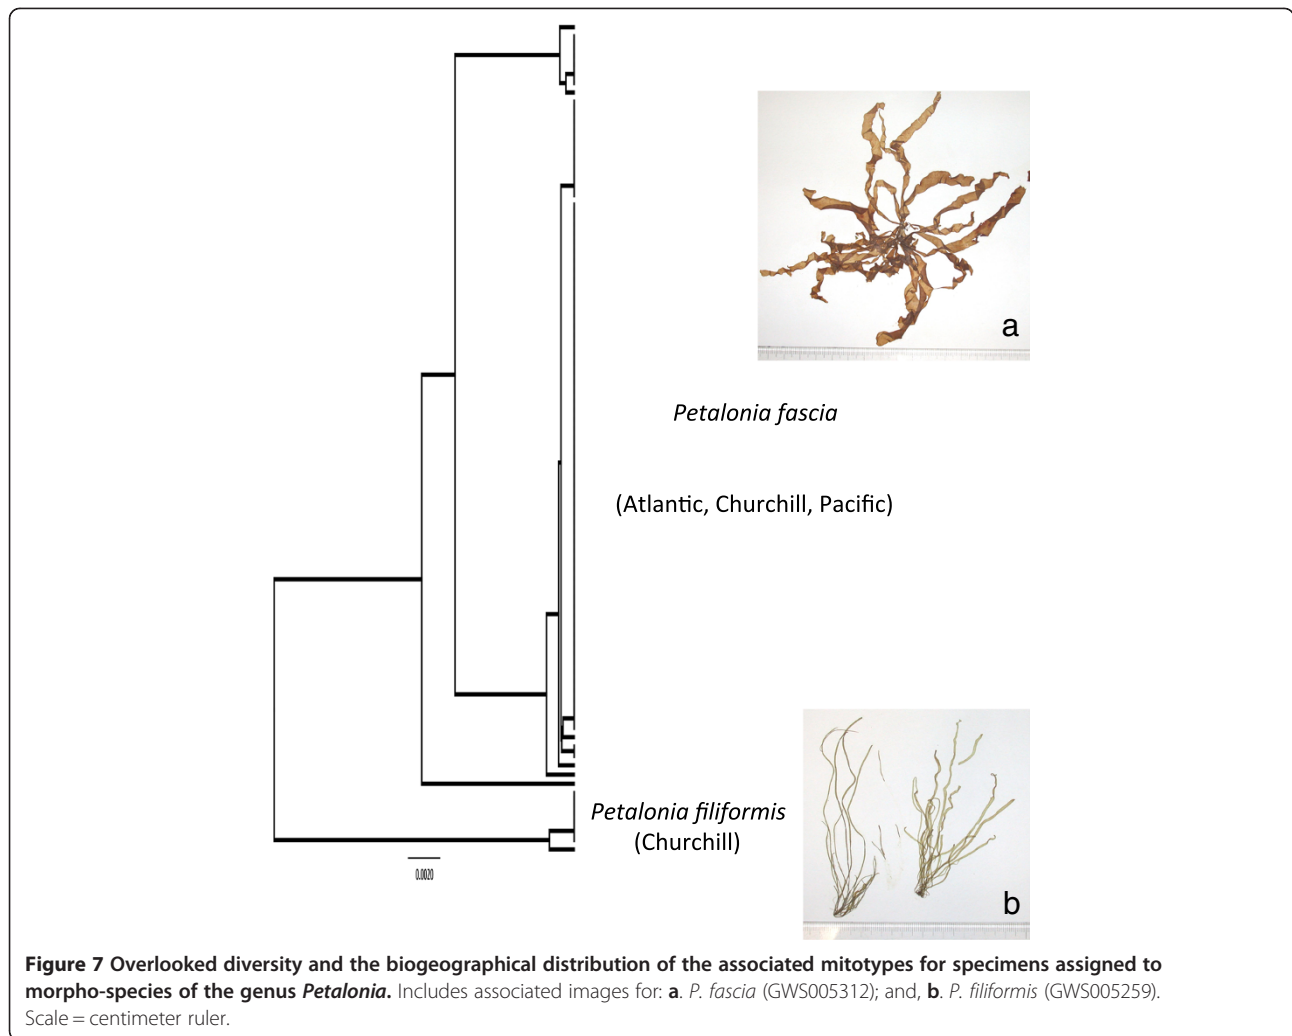 a
Petalonia fascia
(Atlantic, Churchill, Pacific)
Petalonia filiformis
(Churchill)
0.0020
b
Figure 7 Overlooked diversity and the biogeographical distribution of the associated mitotypes for specimens assigned to
morpho-species of the genus Petalonia. Includes associated images for: a. P. fascia (GWS005312); and, b. P. filiformis (GWS005259).
Scale = centimeter ruler.